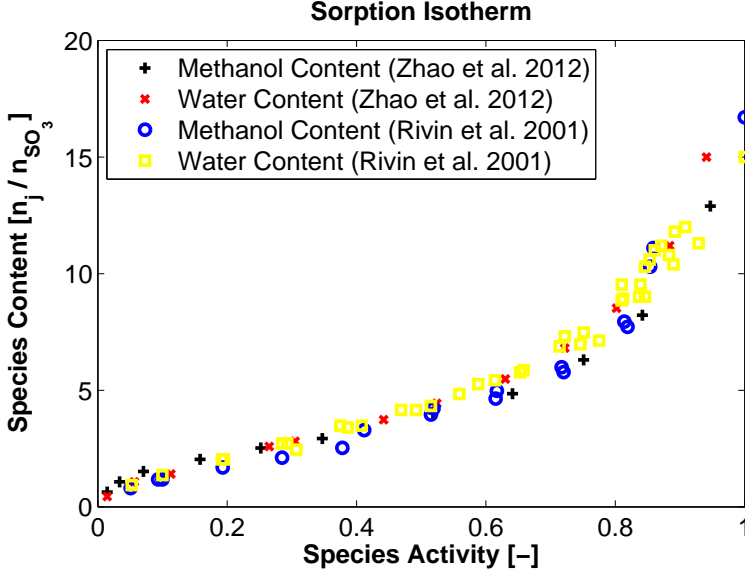 Sorption Isotherm
20
15
10
5
0
Species Content [n_j / n_SO_3]
Methanol Content (Zhao et al. 2012)
Water Content (Zhao et al. 2012)
Methanol Content (Rivin et al. 2001)
Water Content (Rivin et al. 2001)
0 0.2 0.4 0.6 0.8 1
Species Activity [–]